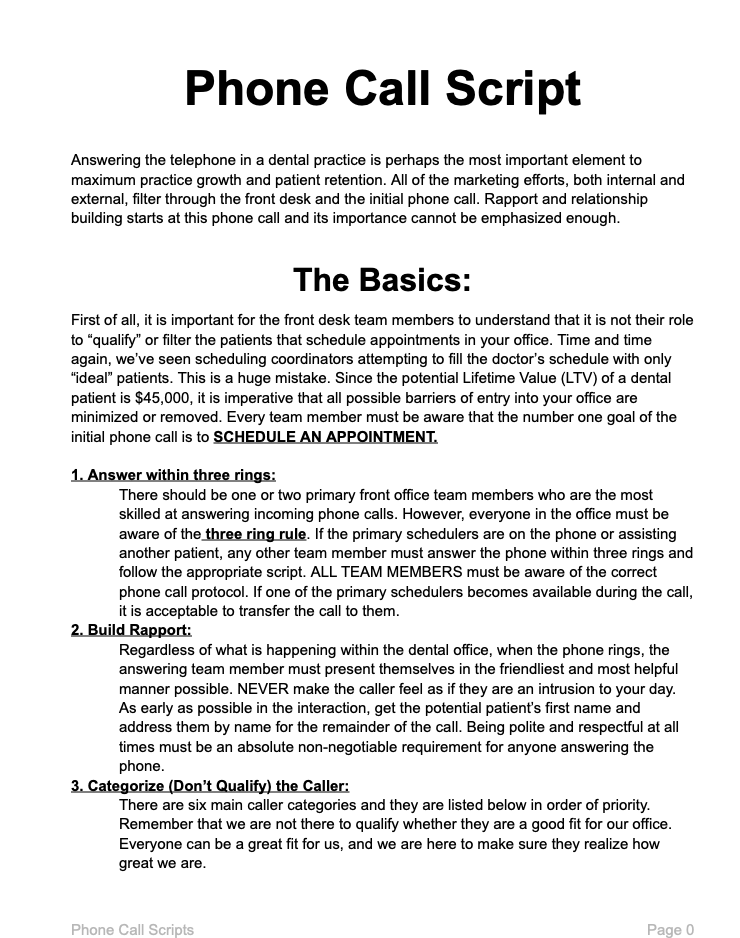 Phone Call Script
Answering the telephone in a dental practice is perhaps the most important element to
maximum practice growth and patient retention. All of the marketing efforts, both internal and
external, filter through the front desk and the initial phone call. Rapport and relationship
building starts at this phone call and its importance cannot be emphasized enough.
The Basics:
First of all, it is important for the front desk team members to understand that it is not their role
to “qualify” or filter the patients that schedule appointments in your office. Time and time
again, we’ve seen scheduling coordinators attempting to fill the doctor’s schedule with only
“ideal” patients. This is a huge mistake. Since the potential Lifetime Value (LTV) of a dental
patient is $45,000, it is imperative that all possible barriers of entry into your office are
minimized or removed. Every team member must be aware that the number one goal of the
initial phone call is to SCHEDULE AN APPOINTMENT.
1. Answer within three rings:
There should be one or two primary front office team members who are the most
skilled at answering incoming phone calls. However, everyone in the office must be
aware of the three ring rule. If the primary schedulers are on the phone or assisting
another patient, any other team member must answer the phone within three rings and
follow the appropriate script. ALL TEAM MEMBERS must be aware of the correct
phone call protocol. If one of the primary schedulers becomes available during the call,
it is acceptable to transfer the call to them.
2. Build Rapport:
Regardless of what is happening within the dental office, when the phone rings, the
answering team member must present themselves in the friendliest and most helpful
manner possible. NEVER make the caller feel as if they are an intrusion to your day.
As early as possible in the interaction, get the potential patient’s first name and
address them by name for the remainder of the call. Being polite and respectful at all
times must be an absolute non-negotiable requirement for anyone answering the
phone.
3. Categorize (Don’t Qualify) the Caller:
There are six main caller categories and they are listed below in order of priority.
Remember that we are not there to qualify whether they are a good fit for our office.
Everyone can be a great fit for us, and we are here to make sure they realize how
great we are.
Phone Call Scripts Page 0